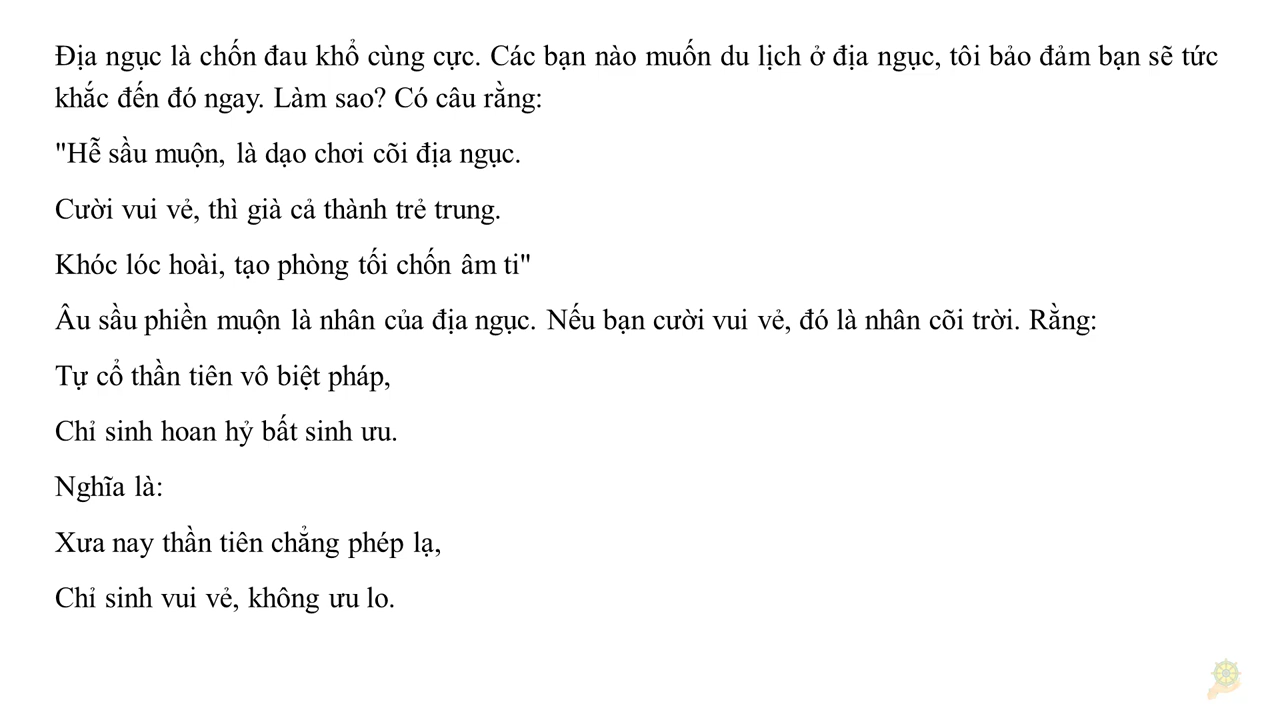 Địa ngục là chốn đau khổ cùng cực. Các bạn nào muốn du lịch ở địa ngục, tôi bảo đảm bạn sẽ tức
khắc đến đó ngay. Làm sao? Có câu rằng:
"Hễ sầu muộn, là dạo chơi cõi địa ngục.
Cười vui vẻ, thì già cả thành trẻ trung.
Khóc lóc hoài, tạo phòng tối chốn âm ti"
Âu sầu phiền muộn là nhân của địa ngục. Nếu bạn cười vui vẻ, đó là nhân cõi trời. Rằng:
Tự cổ thần tiên vô biệt pháp,
Chỉ sinh hoan hỷ bất sinh ưu.
Nghĩa là:
Xưa nay thần tiên chẳng phép lạ,
Chỉ sinh vui vẻ, không ưu lo.